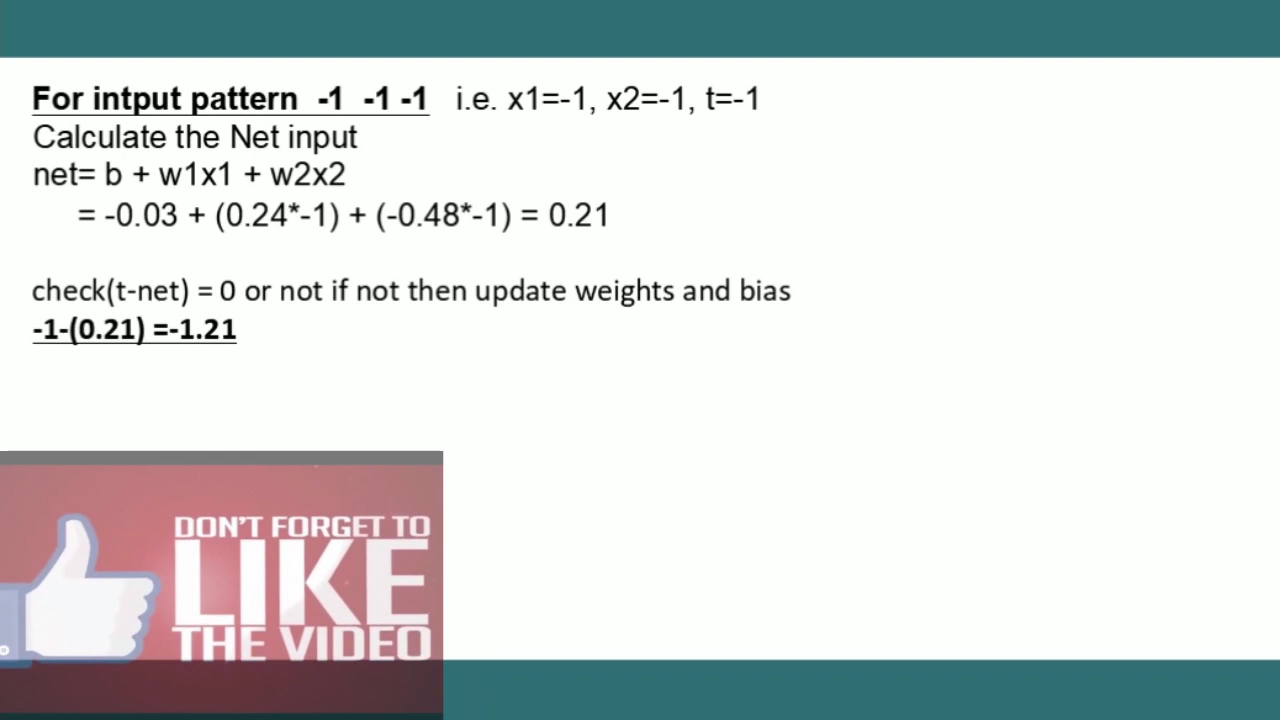 For intput pattern -1 -1 -1 i.e. x1=-1, x2=-1, t=-1
Calculate the Net input
net= b + w1x1 + w2x2
= -0.03 + (0.24*-1) + (-0.48*-1) = 0.21
check(t-net) = 0 or not if not then update weights and bias
-1-(0.21) =-1.21
DON'T FORGET TO
LIKE
THE VIDEO